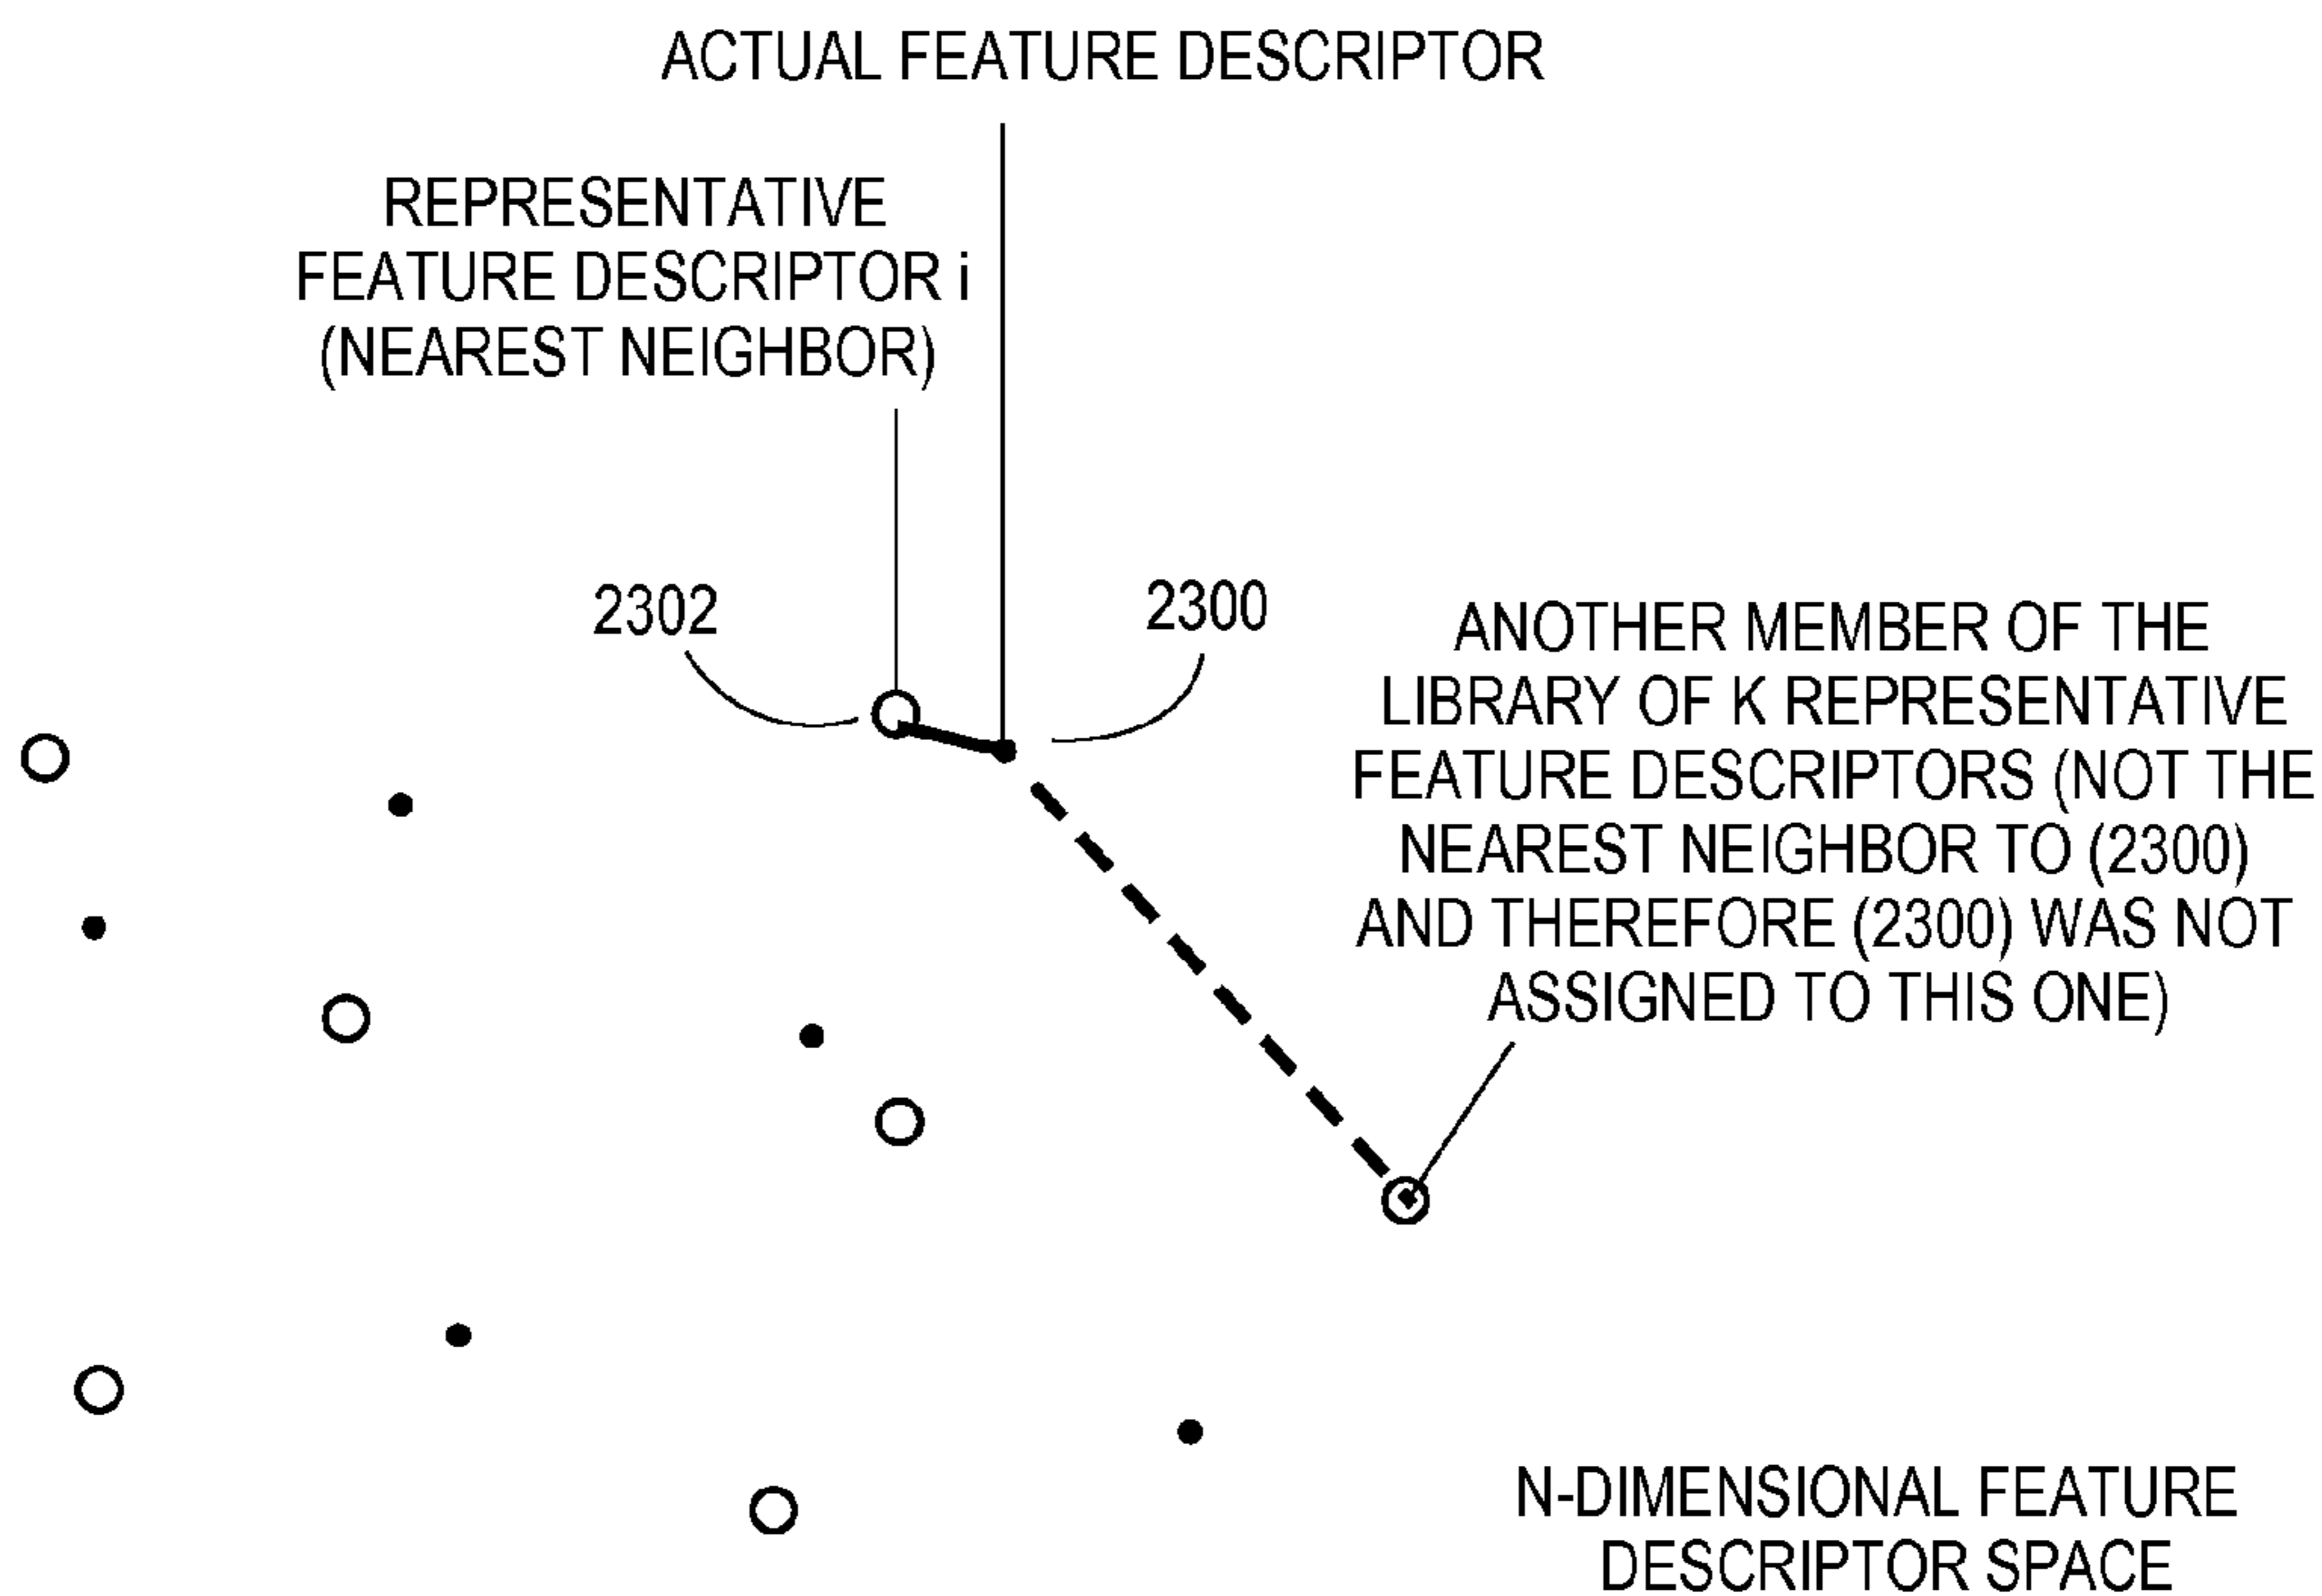 ACTUAL FEATURE DESCRIPTOR
REPRESENTATIVE
FEATURE DESCRIPTOR i
(NEAREST NEIGHBOR)
2302
2300
ANOTHER MEMBER OF THE
LIBRARY OF K REPRESENTATIVE
FEATURE DESCRIPTORS (NOT THE
NEAREST NEIGHBOR TO (2300)
AND THEREFORE (2300) WAS NOT
ASSIGNED TO THIS ONE)
N-DIMENSIONAL FEATURE
DESCRIPTOR SPACE